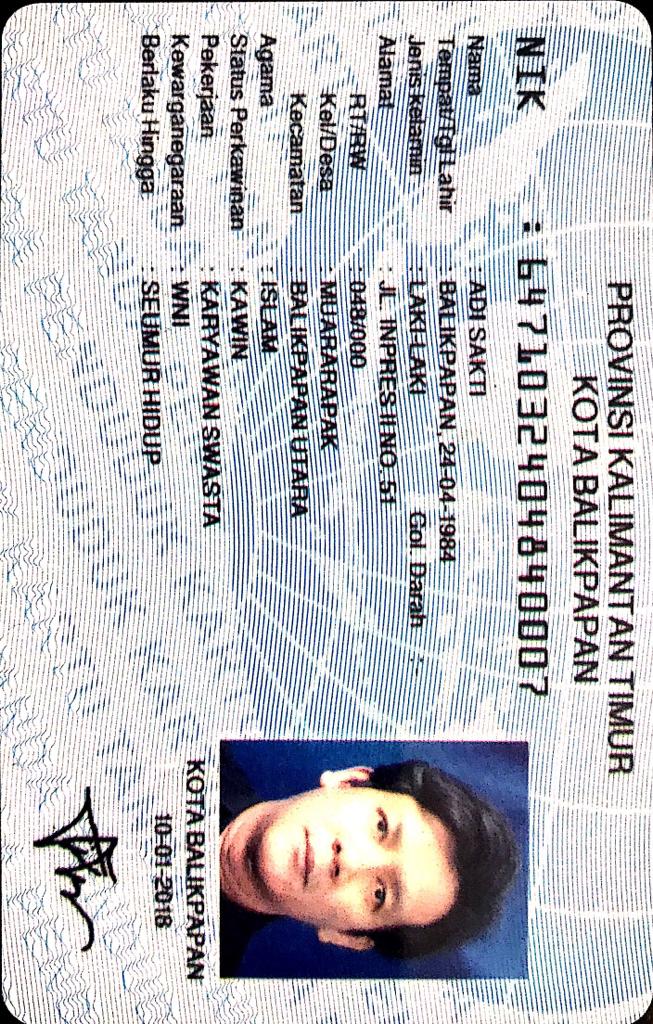 PROVINSI KALIMANTAN TIMUR
KOTA BALIKPAPAN
NIK : 6471032404840007
Nama : ADI SAKTI
Tempat/Tgl Lahir : BALIKPAPAN, 24-04-1984
Jenis kelamin : LAKI-LAKI Gol. Darah : -
Alamat : JL. INPRES II NO. 51
RT/RW : 048/000
Kel/Desa : MUARARAPAK
Kecamatan : BALIKPAPAN UTARA
Agama : ISLAM
Status Perkawinan : KAWIN
Pekerjaan : KARYAWAN SWASTA
Kewarganegaraan : WNI
Berlaku Hingga : SEUMUR HIDUP
KOTA BALIKPAPAN
10-01-2018